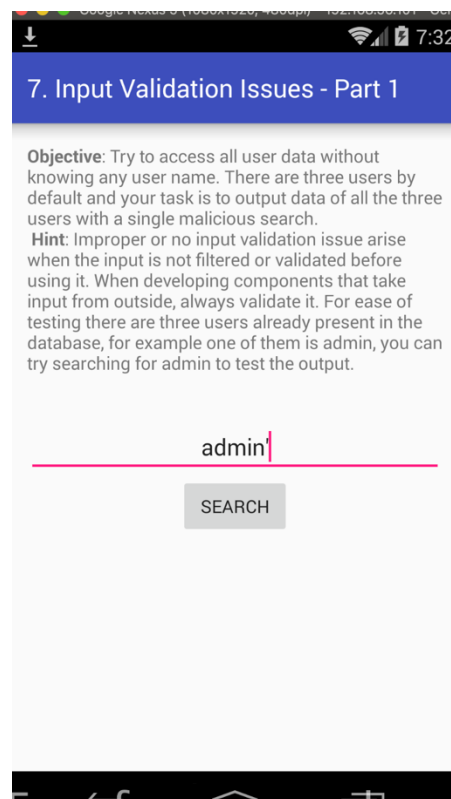 7:32
7. Input Validation Issues - Part 1
Objective: Try to access all user data without
knowing any user name. There are three users by
default and your task is to output data of all the three
users with a single malicious search.
Hint: Improper or no input validation issue arise
when the input is not filtered or validated before
using it. When developing components that take
input from outside, always validate it. For ease of
testing there are three users already present in the
database, for example one of them is admin, you can
try searching for admin to test the output.
admin'
SEARCH